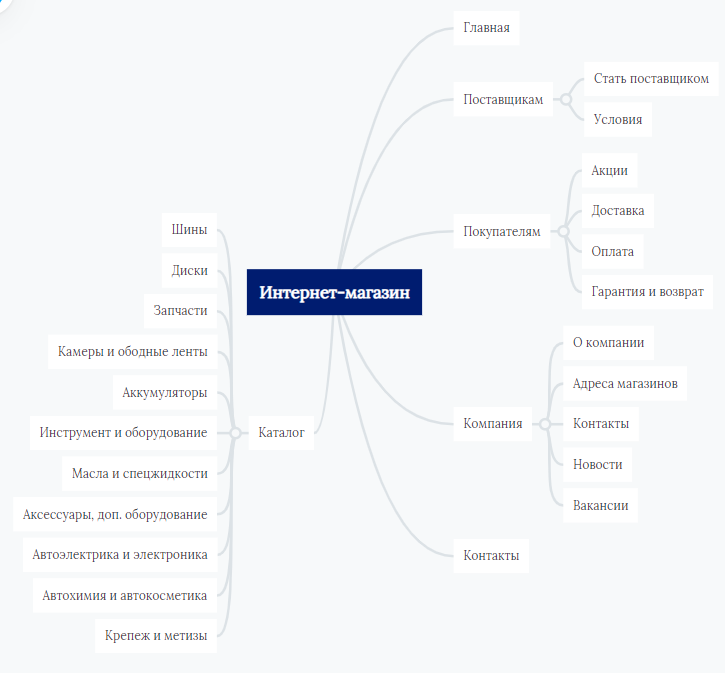 Главная
Поставщикам
Стать поставщиком
Условия
Покупателям
Акции
Доставка
Оплата
Гарантия и возврат
Интернет-магазин
Компания
О компании
Адреса магазинов
Контакты
Новости
Вакансии
Контакты
Каталог
Шины
Диски
Запчасти
Камеры и ободные ленты
Аккумуляторы
Инструмент и оборудование
Масла и спецжидкости
Аксессуары, доп. оборудование
Автоэлектрика и электроника
Автохимия и автокосметика
Крепеж и метизы